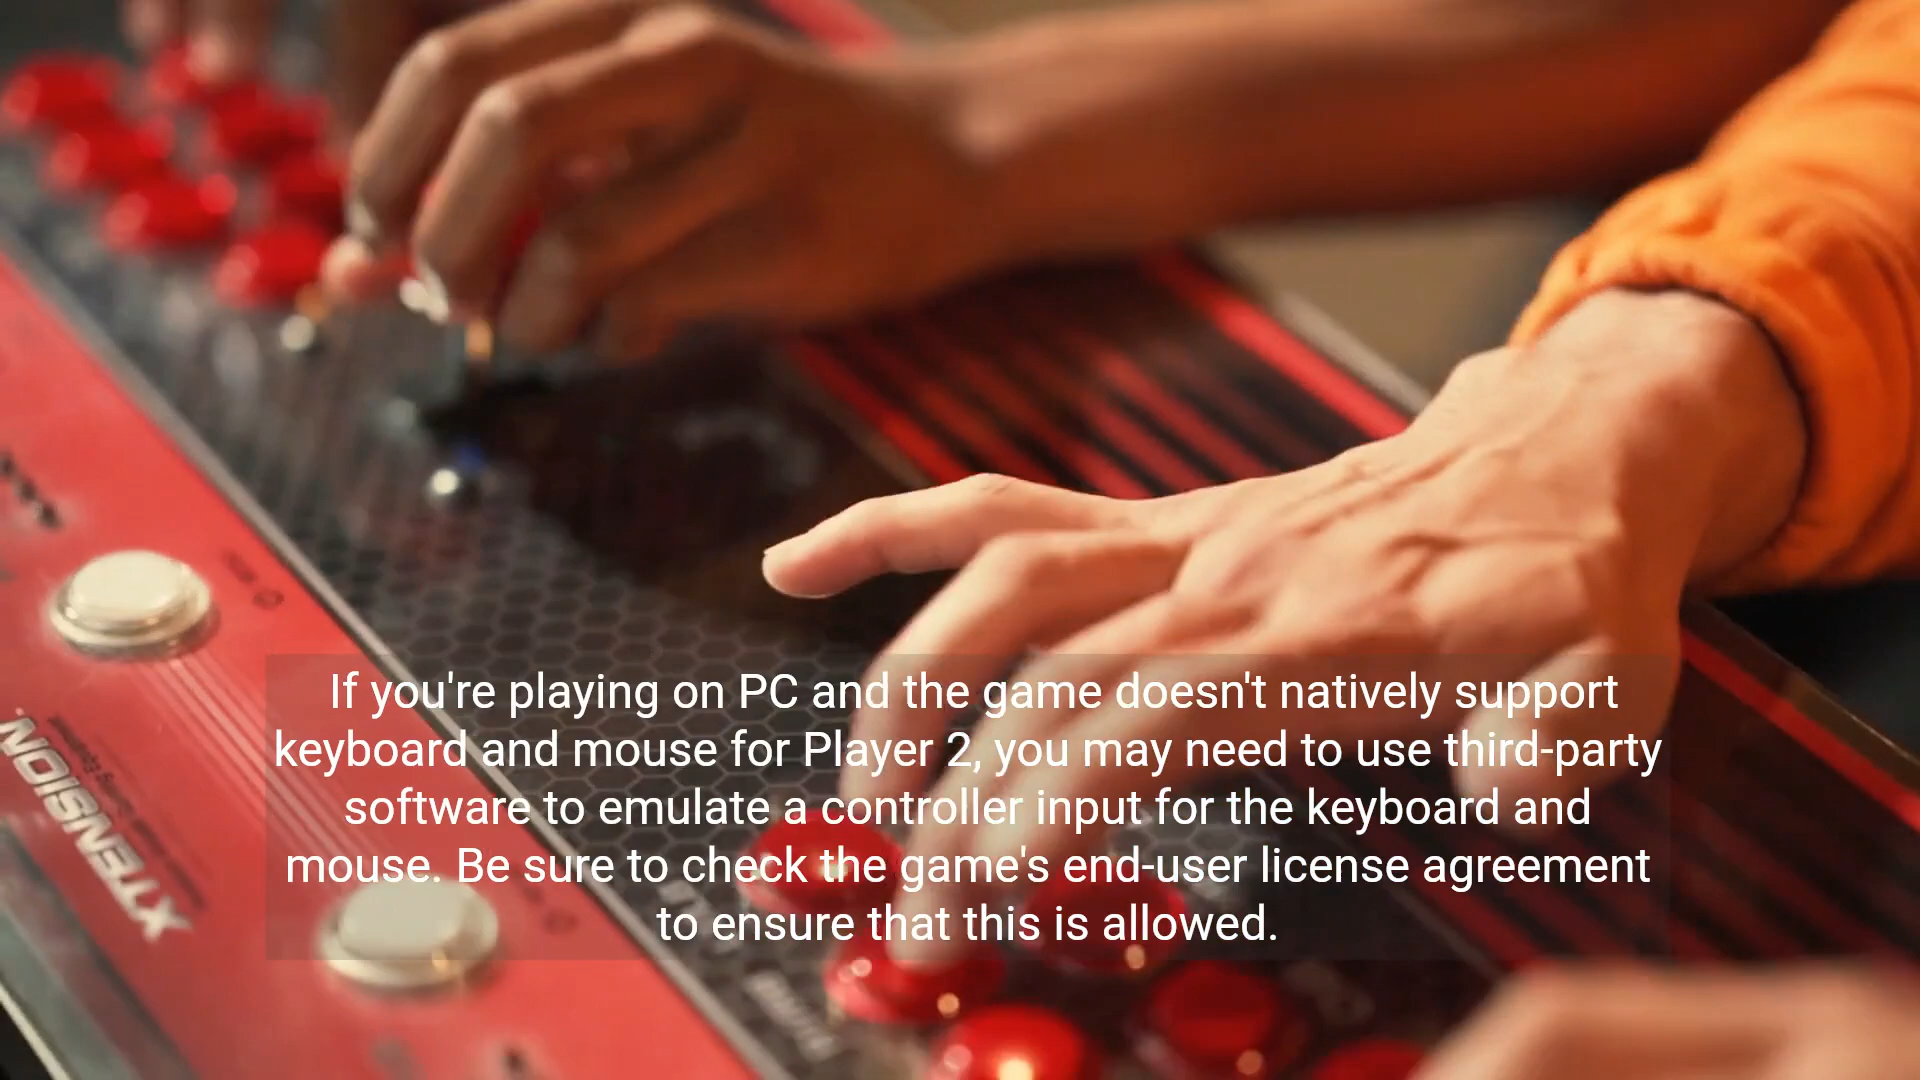 If you're playing on PC and the game doesn't natively support
keyboard and mouse for Player 2, you may need to use third-party
software to emulate a controller input for the keyboard and
mouse. Be sure to check the game's end-user license agreement
to ensure that this is allowed.
XTENSION